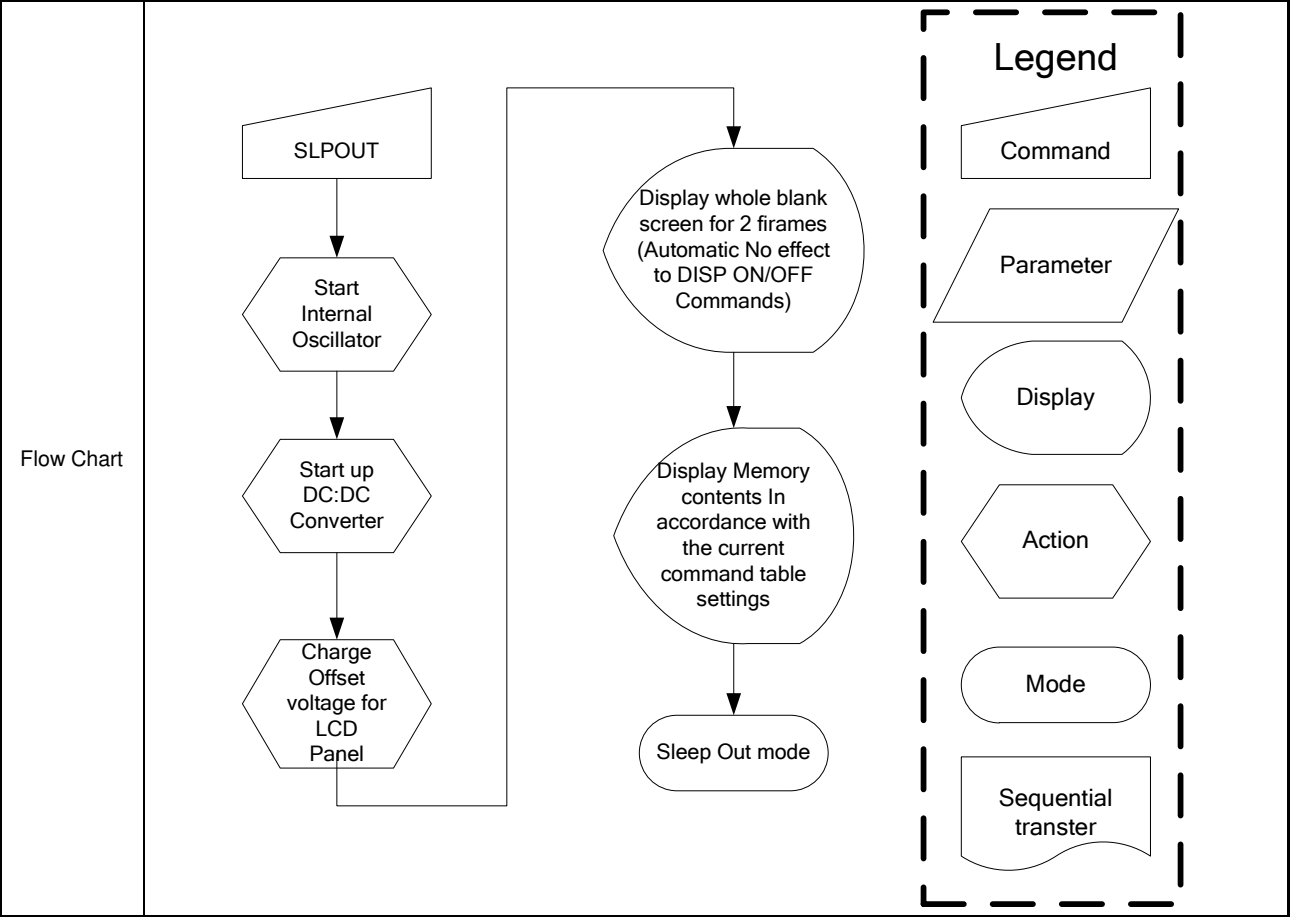 Flow Chart
SLPOUT
Start
Internal
Oscillator
Start up
DC:DC
Converter
Charge
Offset
voltage for
LCD
Panel
Display whole blank
screen for 2 firames
(Automatic No effect
to DISP ON/OFF
Commands)
Display Memory
contents In
accordance with
the current
command table
settings
Sleep Out mode
Legend
Command
Parameter
Display
Action
Mode
Sequential
transter